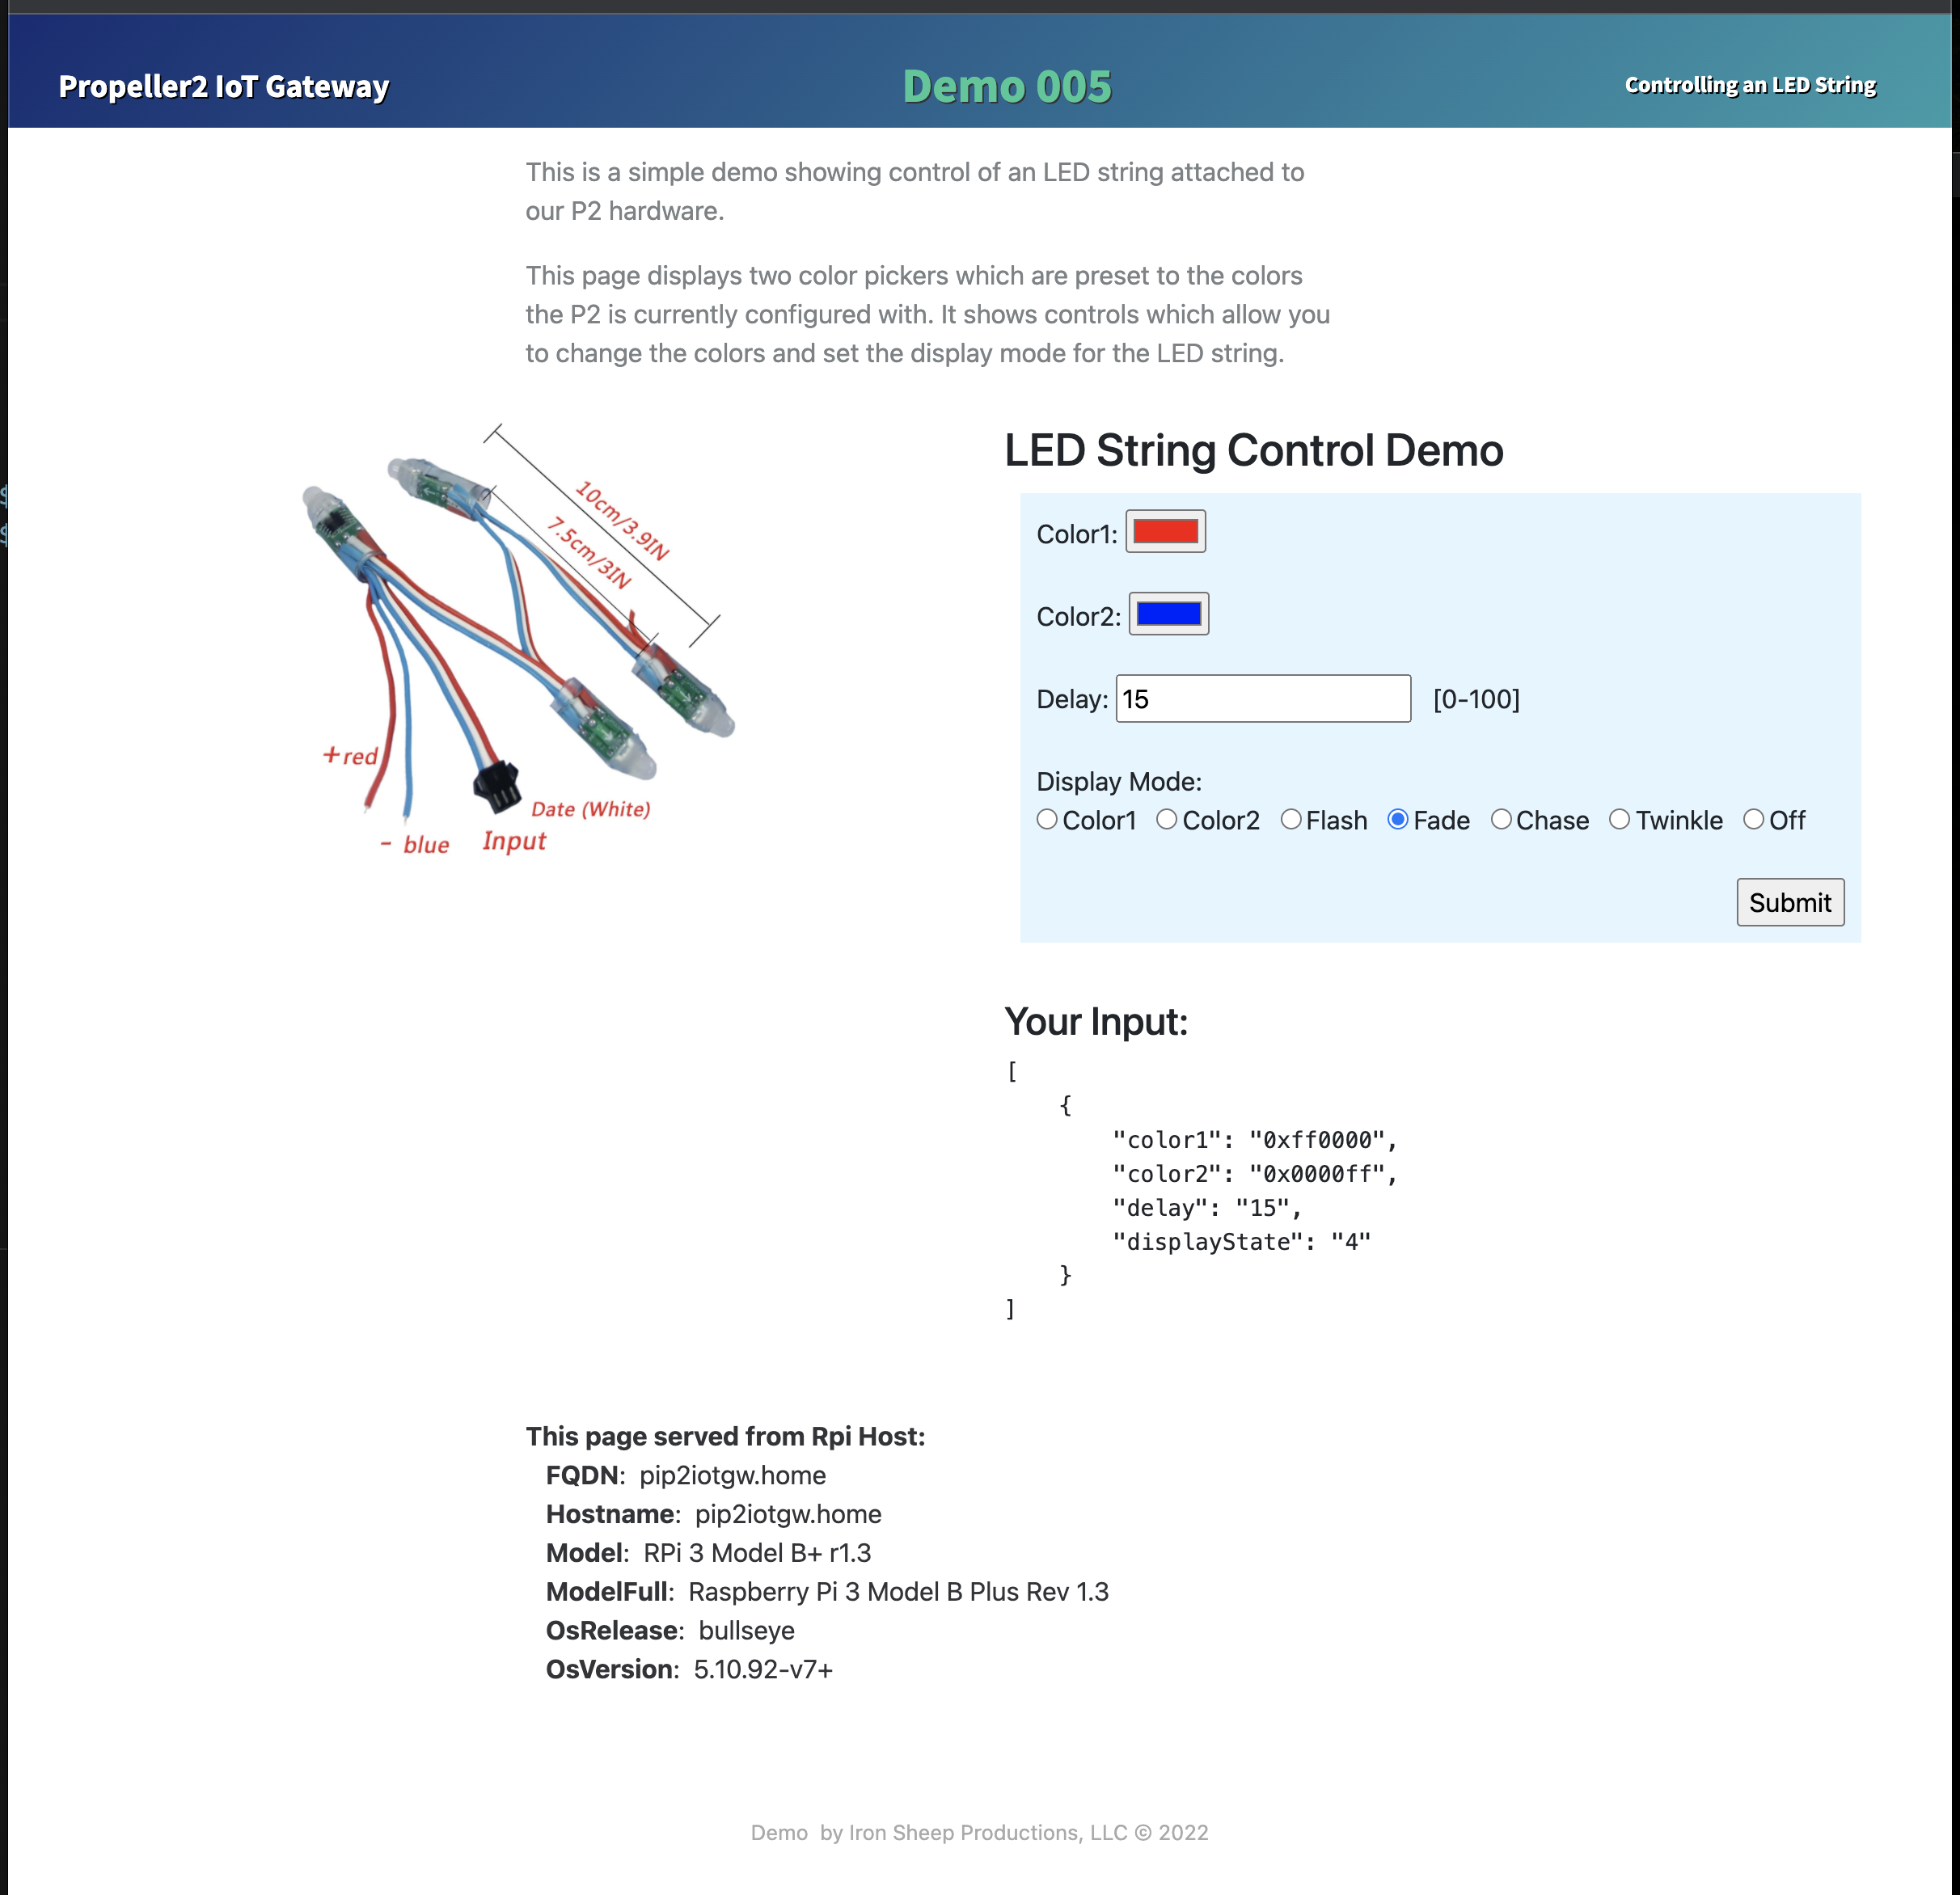 Propeller2 IoT Gateway
Demo 005
Controlling an LED String
This is a simple demo showing control of an LED string attached to
our P2 hardware.
This page displays two color pickers which are preset to the colors
the P2 is currently configured with. It shows controls which allow you
to change the colors and set the display mode for the LED string.
10cm/3.9IN
7.5cm/3IN
+red
- blue
Input
Date (White)
LED String Control Demo
Color1:
Color2:
Delay: 15 [0-100]
Display Mode:
Color1 Color2 Flash Fade Chase Twinkle Off
Submit
Your Input:
[
{
"color1": "0xff0000",
"color2": "0x0000ff",
"delay": "15",
"displayState": "4"
}
]
This page served from Rpi Host:
FQDN: pip2iotgw.home
Hostname: pip2iotgw.home
Model: RPi 3 Model B+ r1.3
ModelFull: Raspberry Pi 3 Model B Plus Rev 1.3
OsRelease: bullseye
OsVersion: 5.10.92-v7+
Demo by Iron Sheep Productions, LLC © 2022